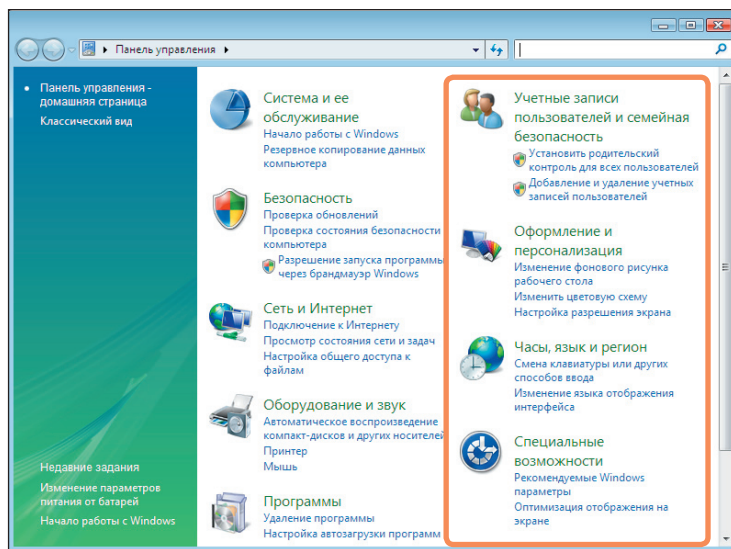 Панель управления
Панель управления -
домашняя страница
Классический вид
Система и ее
обслуживание
Начало работы с Windows
Резервное копирование данных
компьютера
Безопасность
Проверка обновлений
Проверка состояния безопасности
компьютера
Разрешение запуска программы
через брандмауэр Windows
Сеть и Интернет
Подключение к Интернету
Просмотр состояния сети и задач
Настройка общего доступа к
файлам
Оборудование и звук
Автоматическое воспроизведение
компакт-дисков и других носителей
Принтер
Мышь
Программы
Удаление программы
Настройка автозагрузки программ
Учетные записи
пользователей и семейная
безопасность
Установить родительский
контроль для всех пользователей
Добавление и удаление учетных
записей пользователей
Оформление и
персонализация
Изменение фонового рисунка
рабочего стола
Изменить цветовую схему
Настройка разрешения экрана
Часы, язык и регион
Смена клавиатуры или других
способов ввода
Изменение языка отображения
интерфейса
Специальные
возможности
Рекомендуемые Windows
параметры
Оптимизация отображения на
экране
Недавние задания
Изменение параметров
питания от батарей
Начало работы с Windows